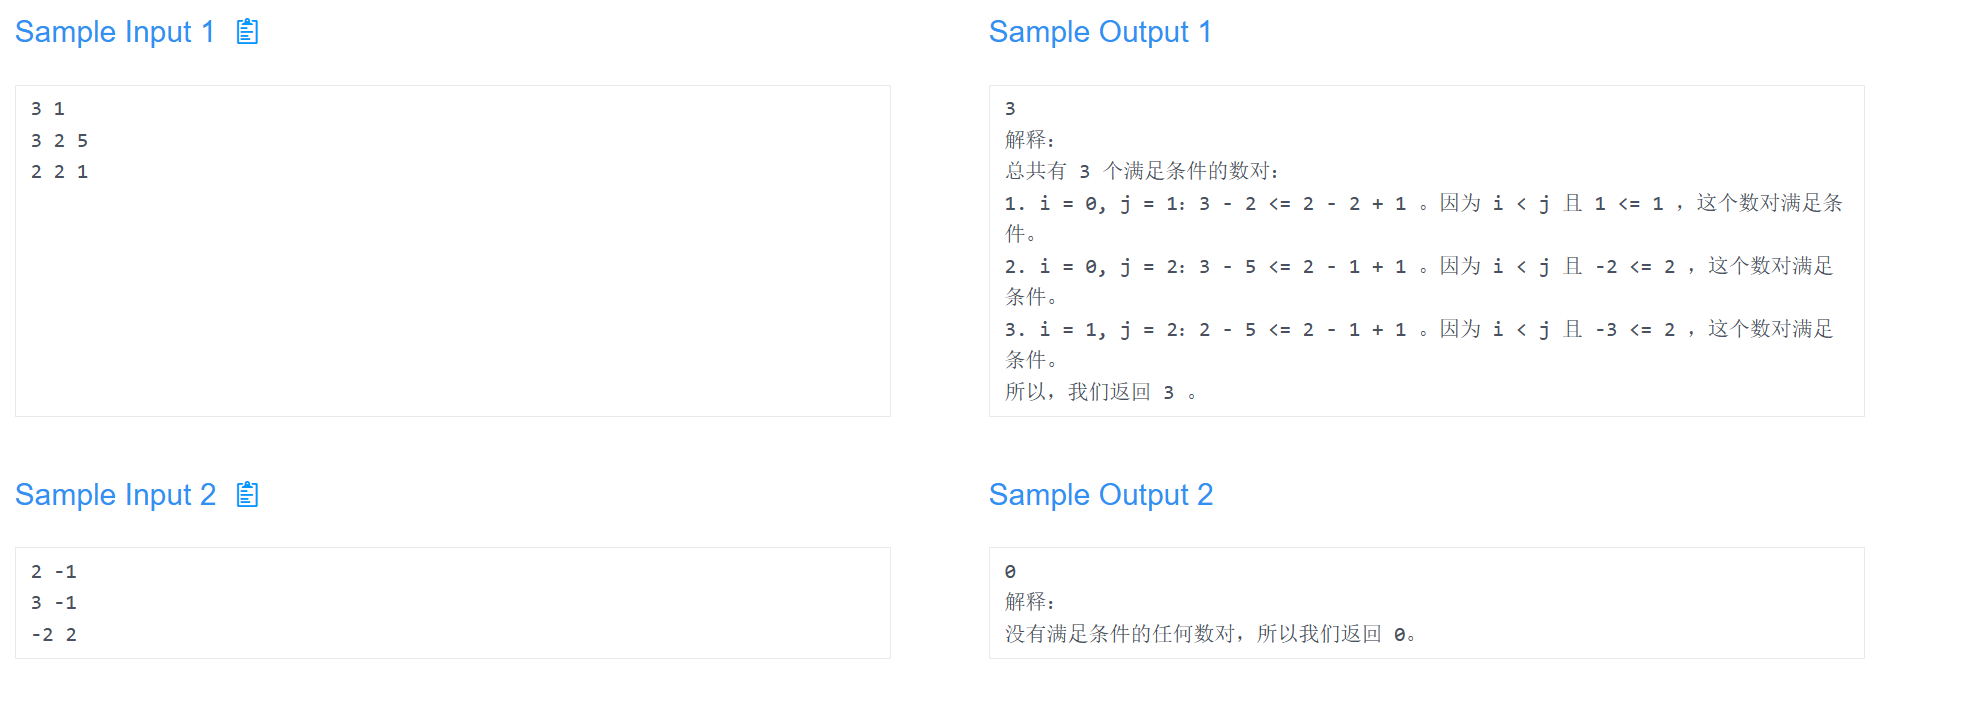 Sample Input 1
3 1
3 2 5
2 2 1
Sample Output 1
3
解释：
总共有 3 个满足条件的数对：
1. i = 0, j = 1：3 - 2 <= 2 - 2 + 1 。因为 i < j 且 1 <= 1 ，这个数对满足条
件。
2. i = 0, j = 2：3 - 5 <= 2 - 1 + 1 。因为 i < j 且 -2 <= 2 ，这个数对满足
条件。
3. i = 1, j = 2：2 - 5 <= 2 - 1 + 1 。因为 i < j 且 -3 <= 2 ，这个数对满足
条件。
所以，我们返回 3 。
Sample Input 2
2 -1
3 -1
-2 2
Sample Output 2
0
解释：
没有满足条件的任何数对，所以我们返回 0。